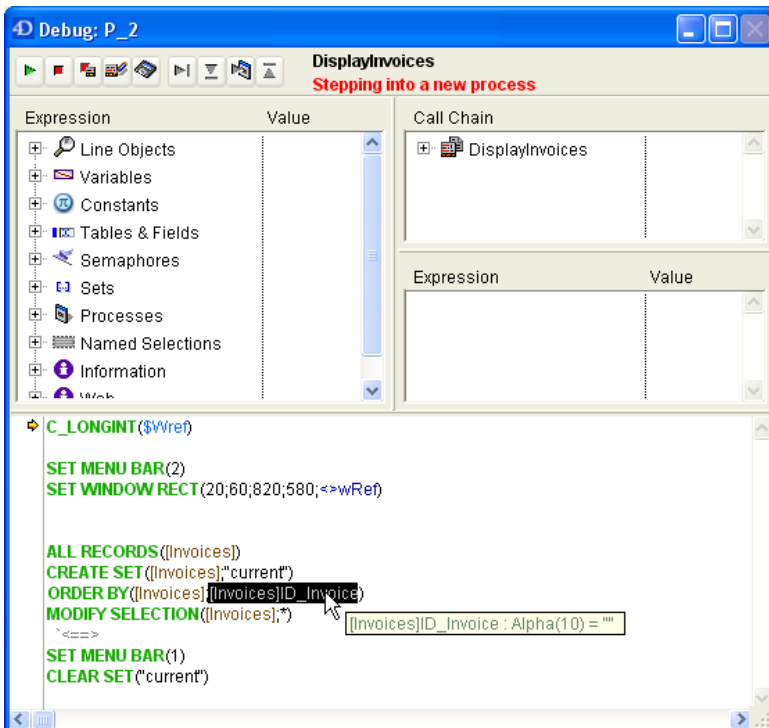 4D Debug: P_2
DisplayInvoices
Stepping into a new process
Expression Value
Line Objects
Variables
Constants
Tables & Fields
Semaphores
Sets
Processes
Named Selections
Information
Web
Call Chain
DisplayInvoices
Expression Value
C_LONGINT($Wref)
SET MENU BAR(2)
SET WINDOW RECT(20;60;820;580;<>wRef)
ALL RECORDS([Invoices])
CREATE SET([Invoices];"current")
ORDER BY([Invoices];[Invoices]ID_Invoice)
MODIFY SELECTION([Invoices];*)
[Invoices]ID_Invoice : Alpha(10) = ""
`<==>
SET MENU BAR(1)
CLEAR SET("current")